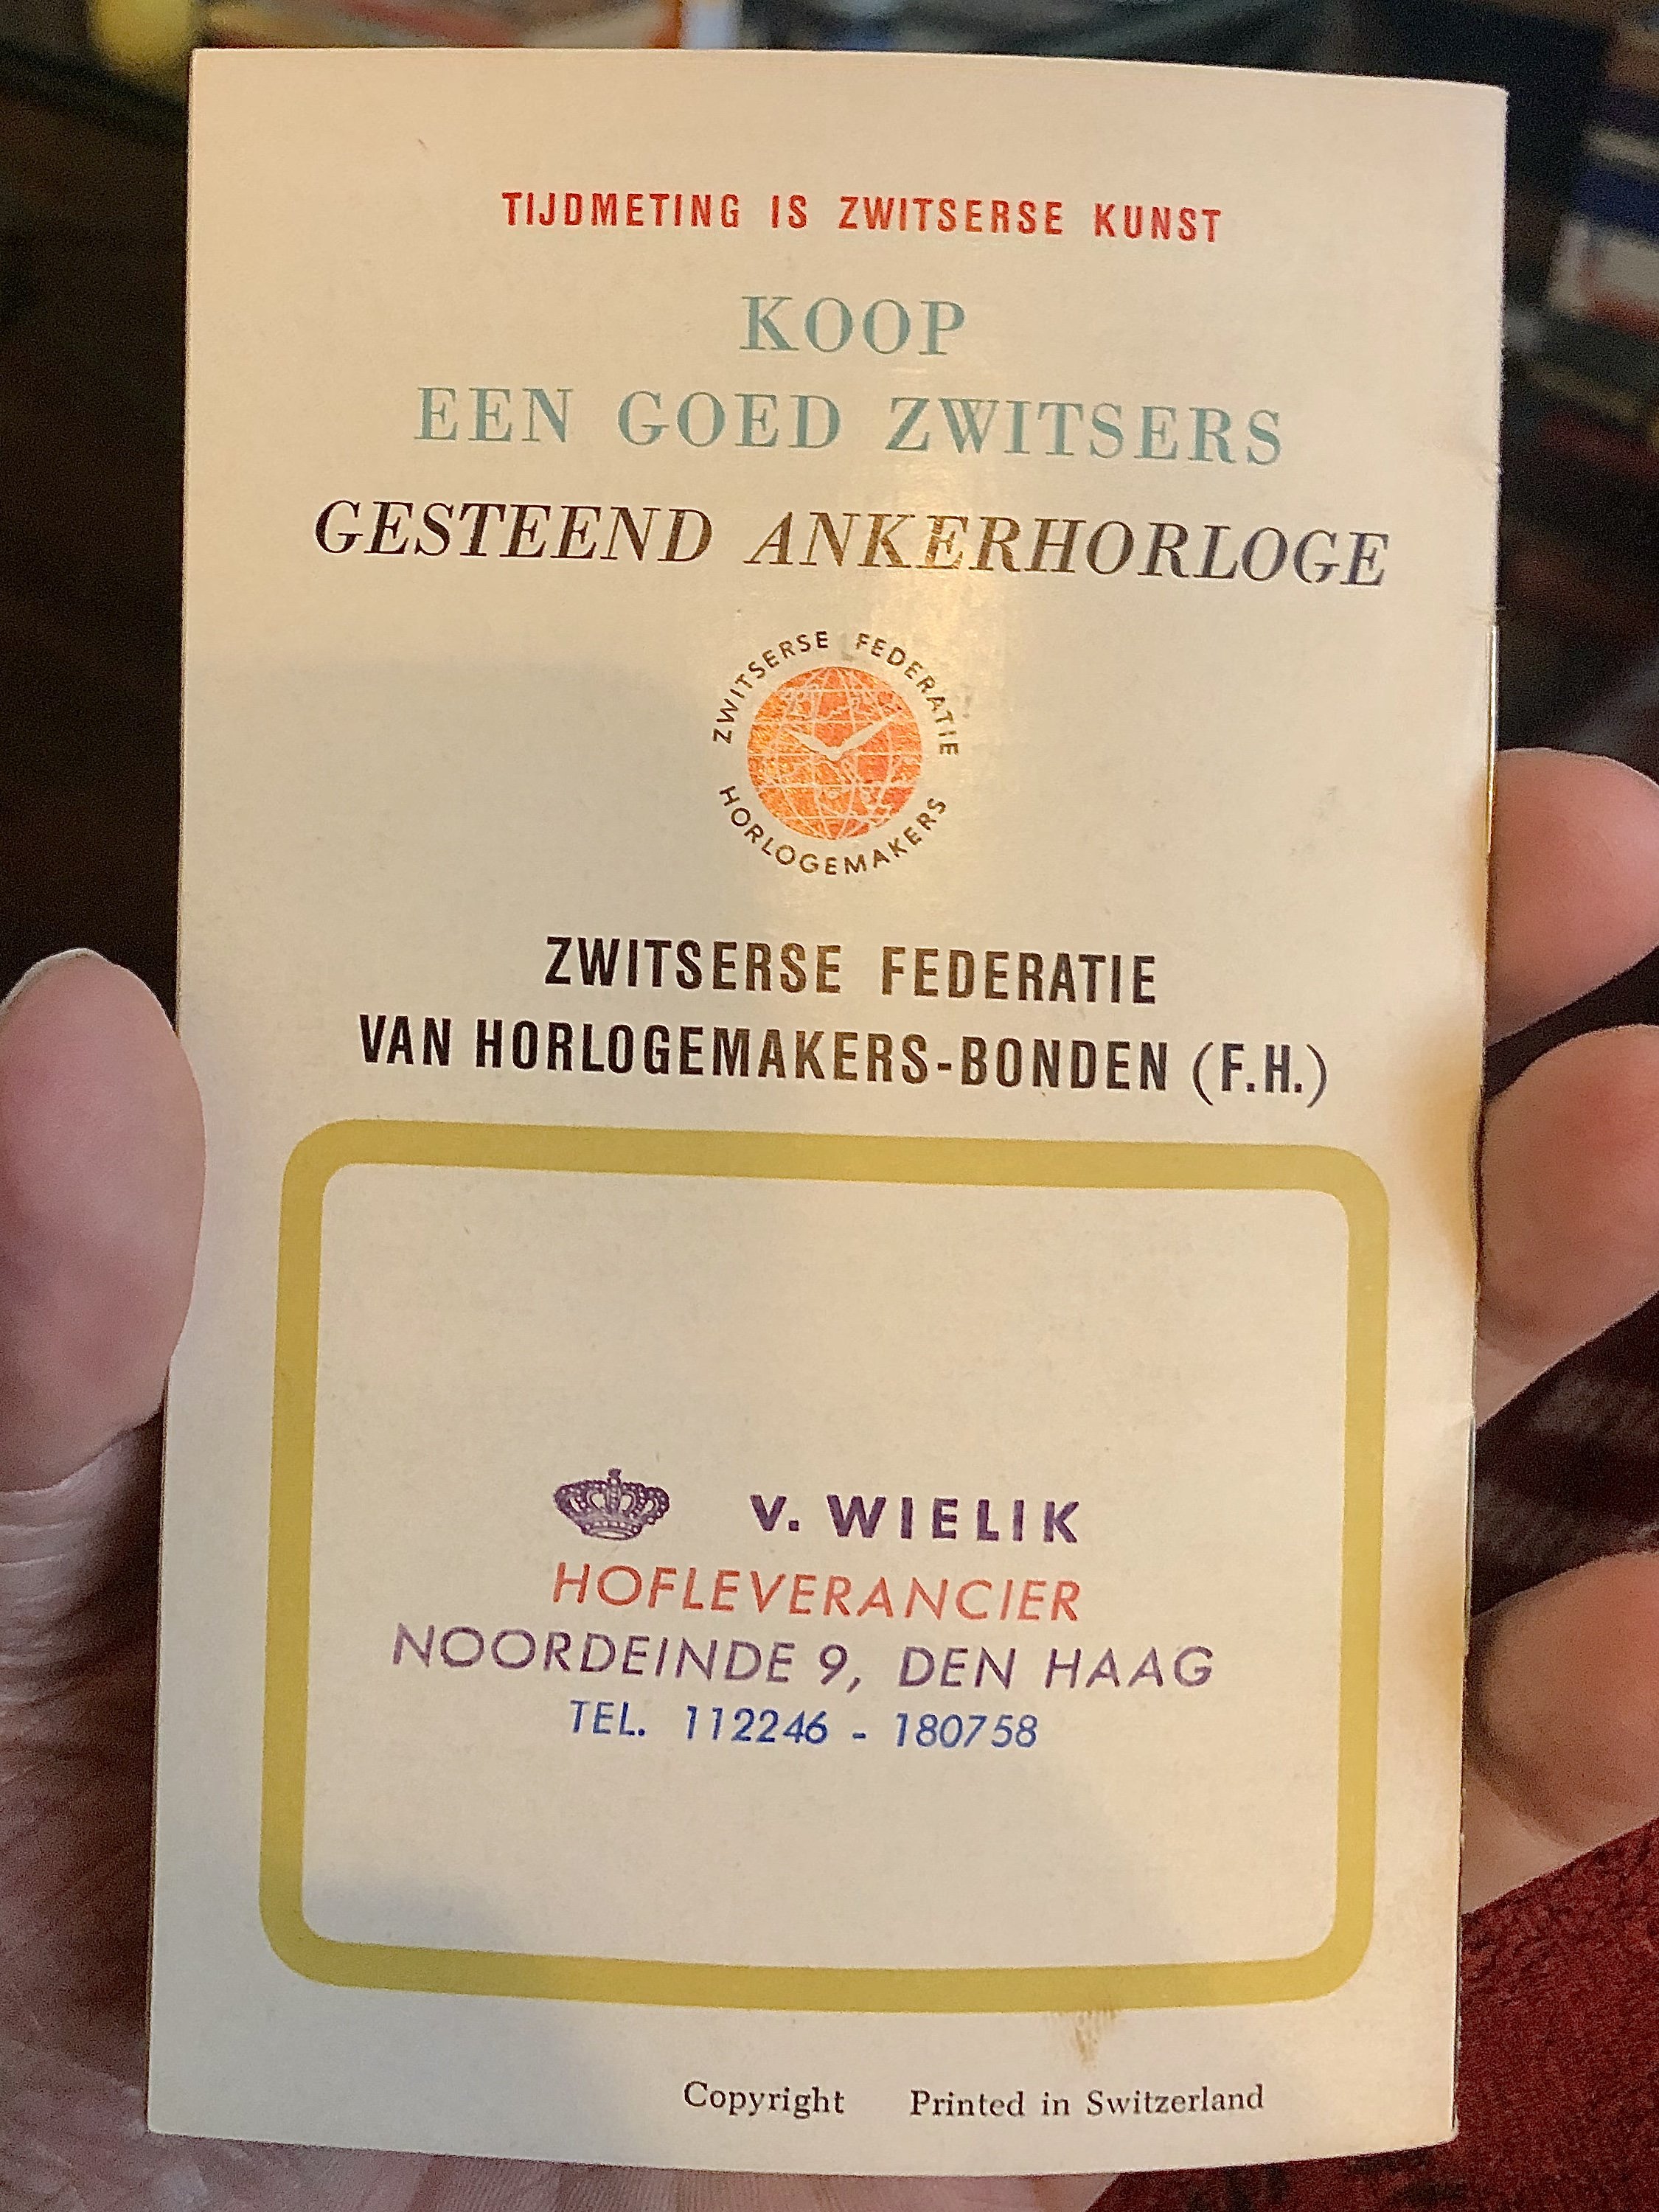 TIJDMETING IS ZWITSERSE KUNST
KOOP
EEN GOED ZWITSERS
GESTEEND ANKERHORLOGE
ZWITSERSE FEDERATIE
HORLOGEMAKERS
ZWITSERSE FEDERATIE
VAN HORLOGEMAKERS-BONDEN (F.H.)
V. WIELIK
HOFLEVERANCIER
NOORDEINDE 9, DEN HAAG
TEL. 112246 - 180758
Copyright Printed in Switzerland